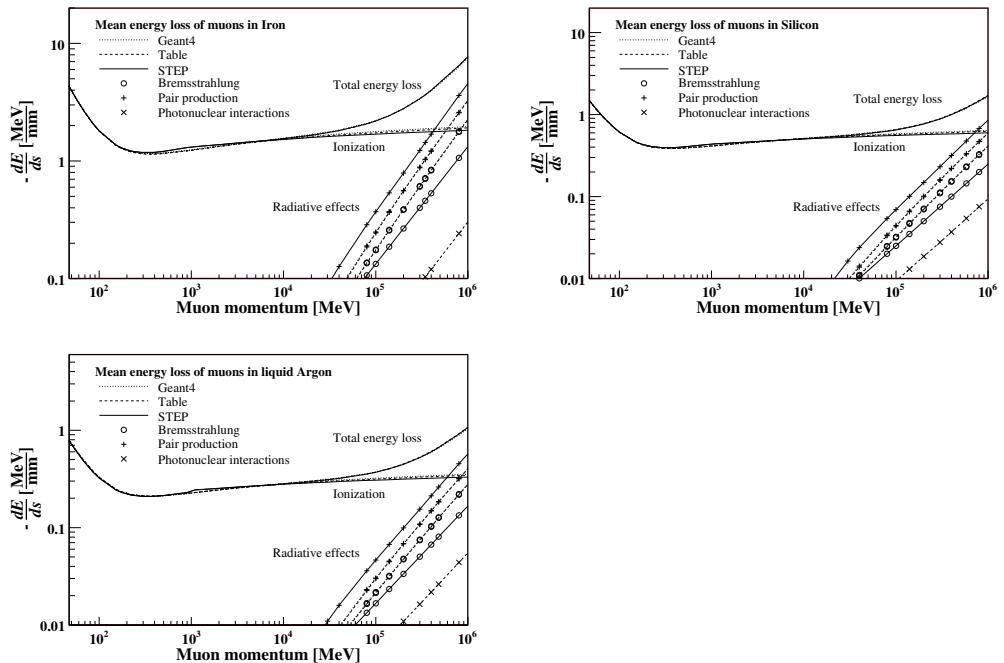 Mean energy loss of muons in Iron
Geant4
Table
STEP
Bremsstrahlung
Pair production
Photonuclear interactions
Total energy loss
Ionization
Radiative effects
10
1
0.1
- dE/ds [MeV/mm]
10² 10³ 10⁴ 10⁵ 10⁶
Muon momentum [MeV]
Mean energy loss of muons in Silicon
Geant4
Table
STEP
Bremsstrahlung
Pair production
Photonuclear interactions
Total energy loss
Ionization
Radiative effects
10
1
0.1
0.01
- dE/ds [MeV/mm]
10² 10³ 10⁴ 10⁵ 10⁶
Muon momentum [MeV]
Mean energy loss of muons in liquid Argon
Geant4
Table
STEP
Bremsstrahlung
Pair production
Photonuclear interactions
Total energy loss
Ionization
Radiative effects
1
0.1
0.01
- dE/ds [MeV/mm]
10² 10³ 10⁴ 10⁵ 10⁶
Muon momentum [MeV]